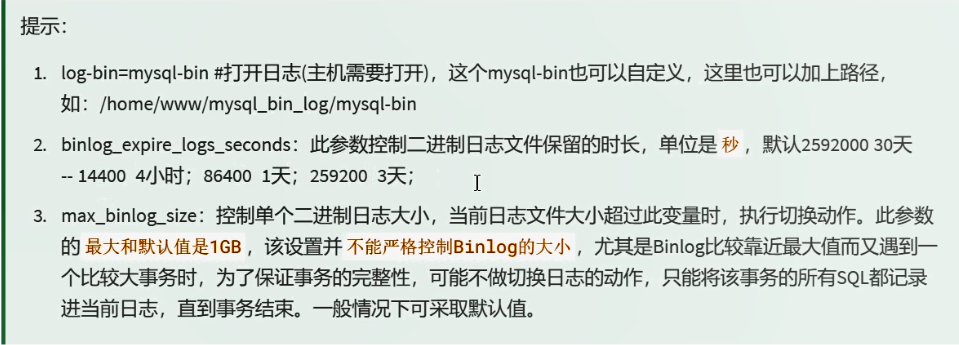 提示：
1. log-bin=mysql-bin #打开日志(主机需要打开)，这个mysql-bin也可以自定义，这里也可以加上路径，
如：/home/www/mysql_bin_log/mysql-bin
2. binlog_expire_logs_seconds：此参数控制二进制日志文件保留的时长，单位是 秒 ，默认2592000 30天
-- 14400 4小时；86400 1天；259200 3天；
3. max_binlog_size：控制单个二进制日志大小，当前日志文件大小超过此变量时，执行切换动作。此参数
的 最大和默认值是1GB ，该设置并 不能严格控制Binlog的大小 ，尤其是Binlog比较靠近最大值而又遇到一
个比较大事务时，为了保证事务的完整性，可能不做切换日志的动作，只能将该事务的所有SQL都记录
进当前日志，直到事务结束。一般情况下可采取默认值。